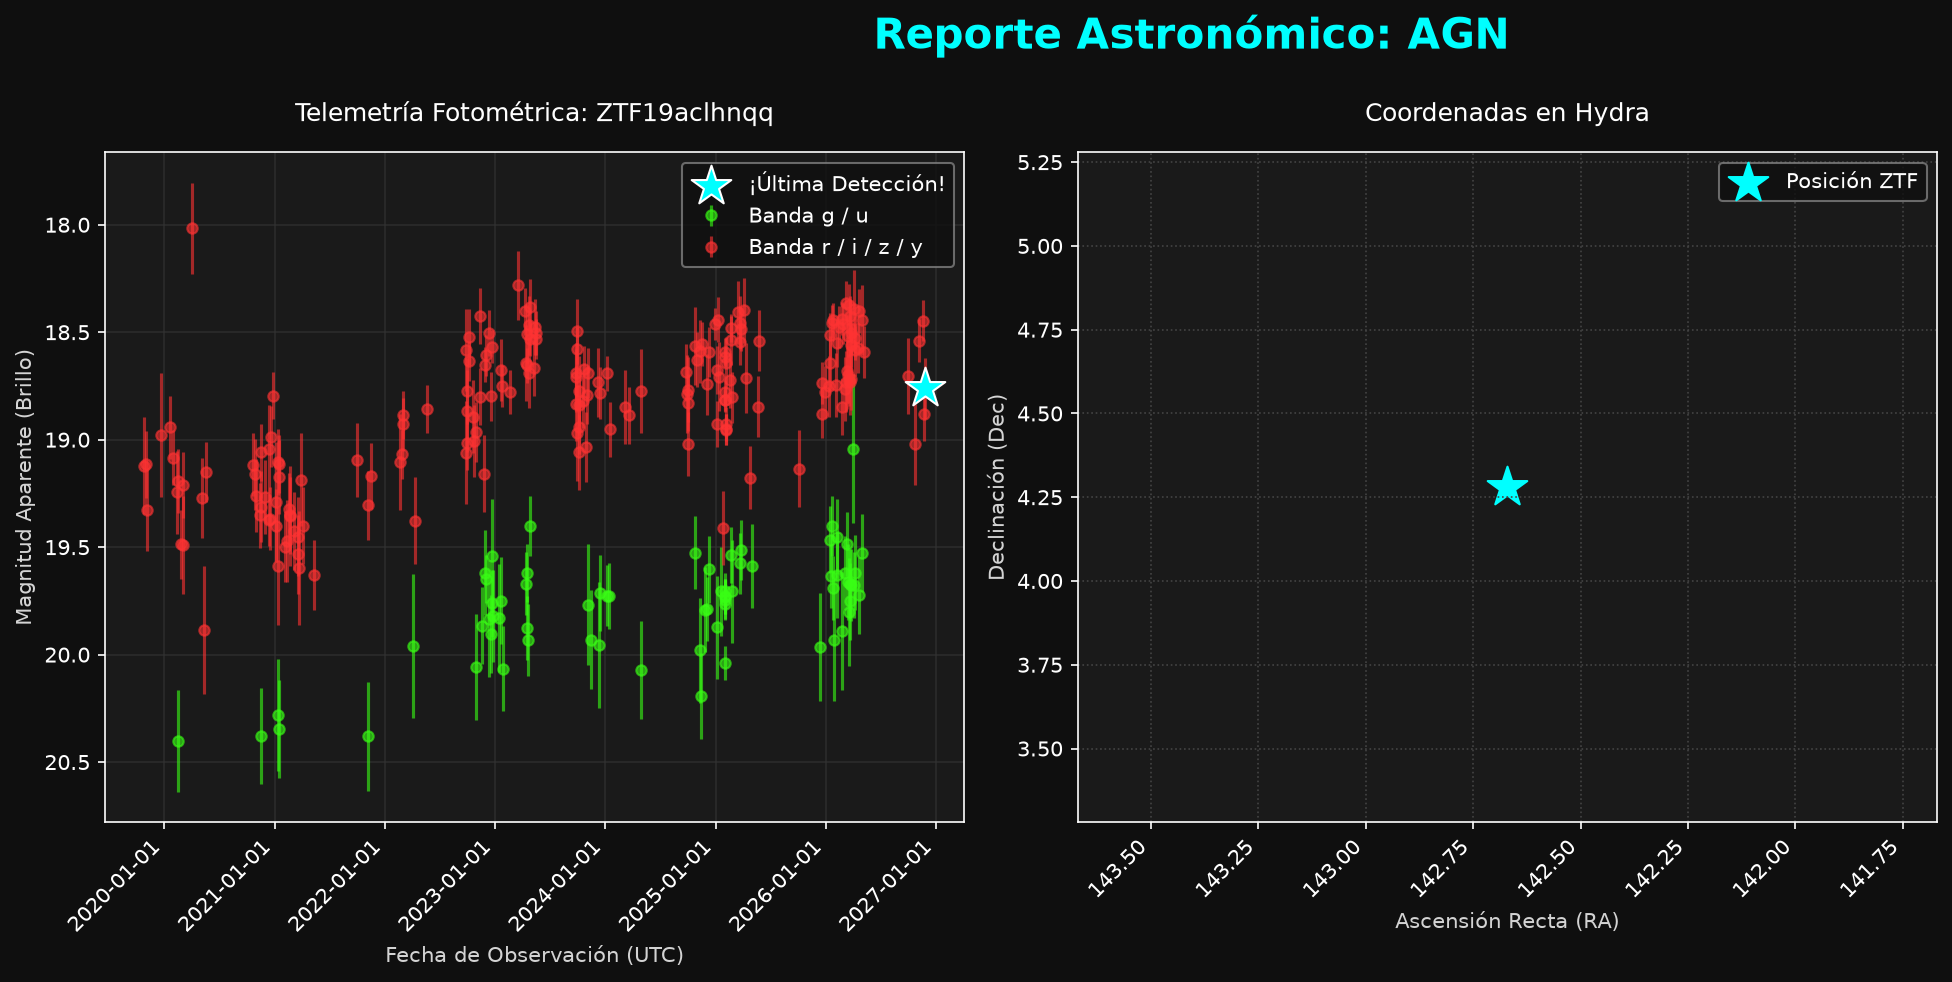 Reporte Astronómico: AGN
Telemetría Fotométrica: ZTF19aclhnqq
¡Última Detección!
Banda g / u
Banda r / i / z / y
Magnitud Aparente (Brillo)
18.0
18.5
19.0
19.5
20.0
20.5
2020-01-01
2021-01-01
2022-01-01
2023-01-01
2024-01-01
2025-01-01
2026-01-01
2027-01-01
Fecha de Observación (UTC)
Coordenadas en Hydra
Posición ZTF
Declinación (Dec)
5.25
5.00
4.75
4.50
4.25
4.00
3.75
3.50
143.50
143.25
143.00
142.75
142.50
142.25
142.00
141.75
Ascensión Recta (RA)